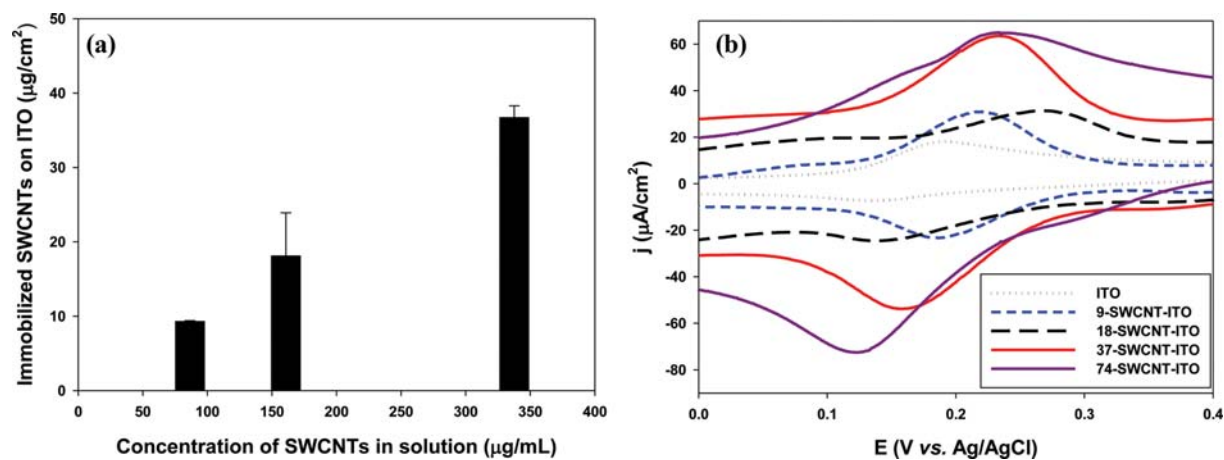 (a)
Immobilized SWCNTs on ITO (μg/cm²)
50
40
30
20
10
0
0 50 100 150 200 250 300 350 400
Concentration of SWCNTs in solution (μg/mL)
(b)
j (μA/cm²)
60
40
20
0
-20
-40
-60
-80
ITO
9-SWCNT-ITO
18-SWCNT-ITO
37-SWCNT-ITO
74-SWCNT-ITO
0.0 0.1 0.2 0.3 0.4
E (V vs. Ag/AgCl)